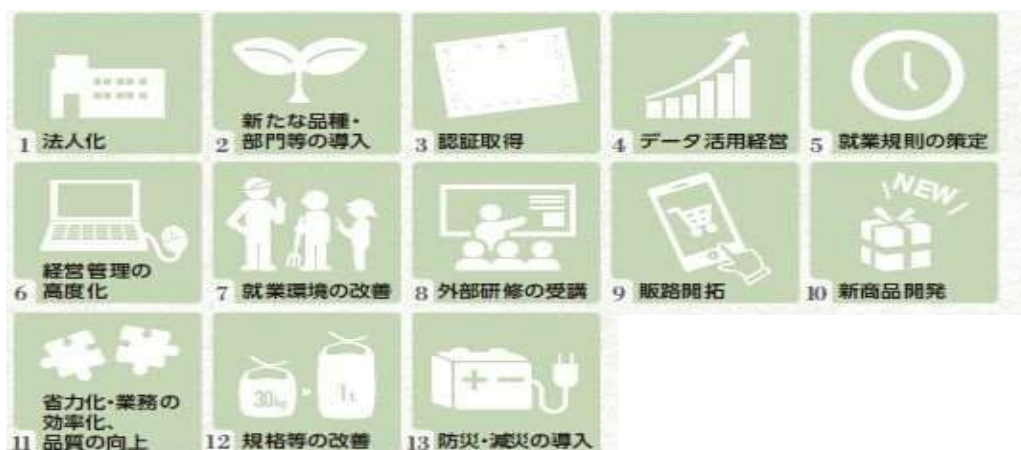 1 法人化
新たな品種・
2 部門等の導入
3 認証取得
4 データ活用経営
5 就業規則の策定
経営管理の
6 高度化
7 就業環境の改善
8 外部研修の受講
9 販路開拓
NEW
10 新商品開発
省力化・業務の
効率化、
11 品質の向上
30kg
1t
12 規格等の改善
+ -
13 防災・減災の導入